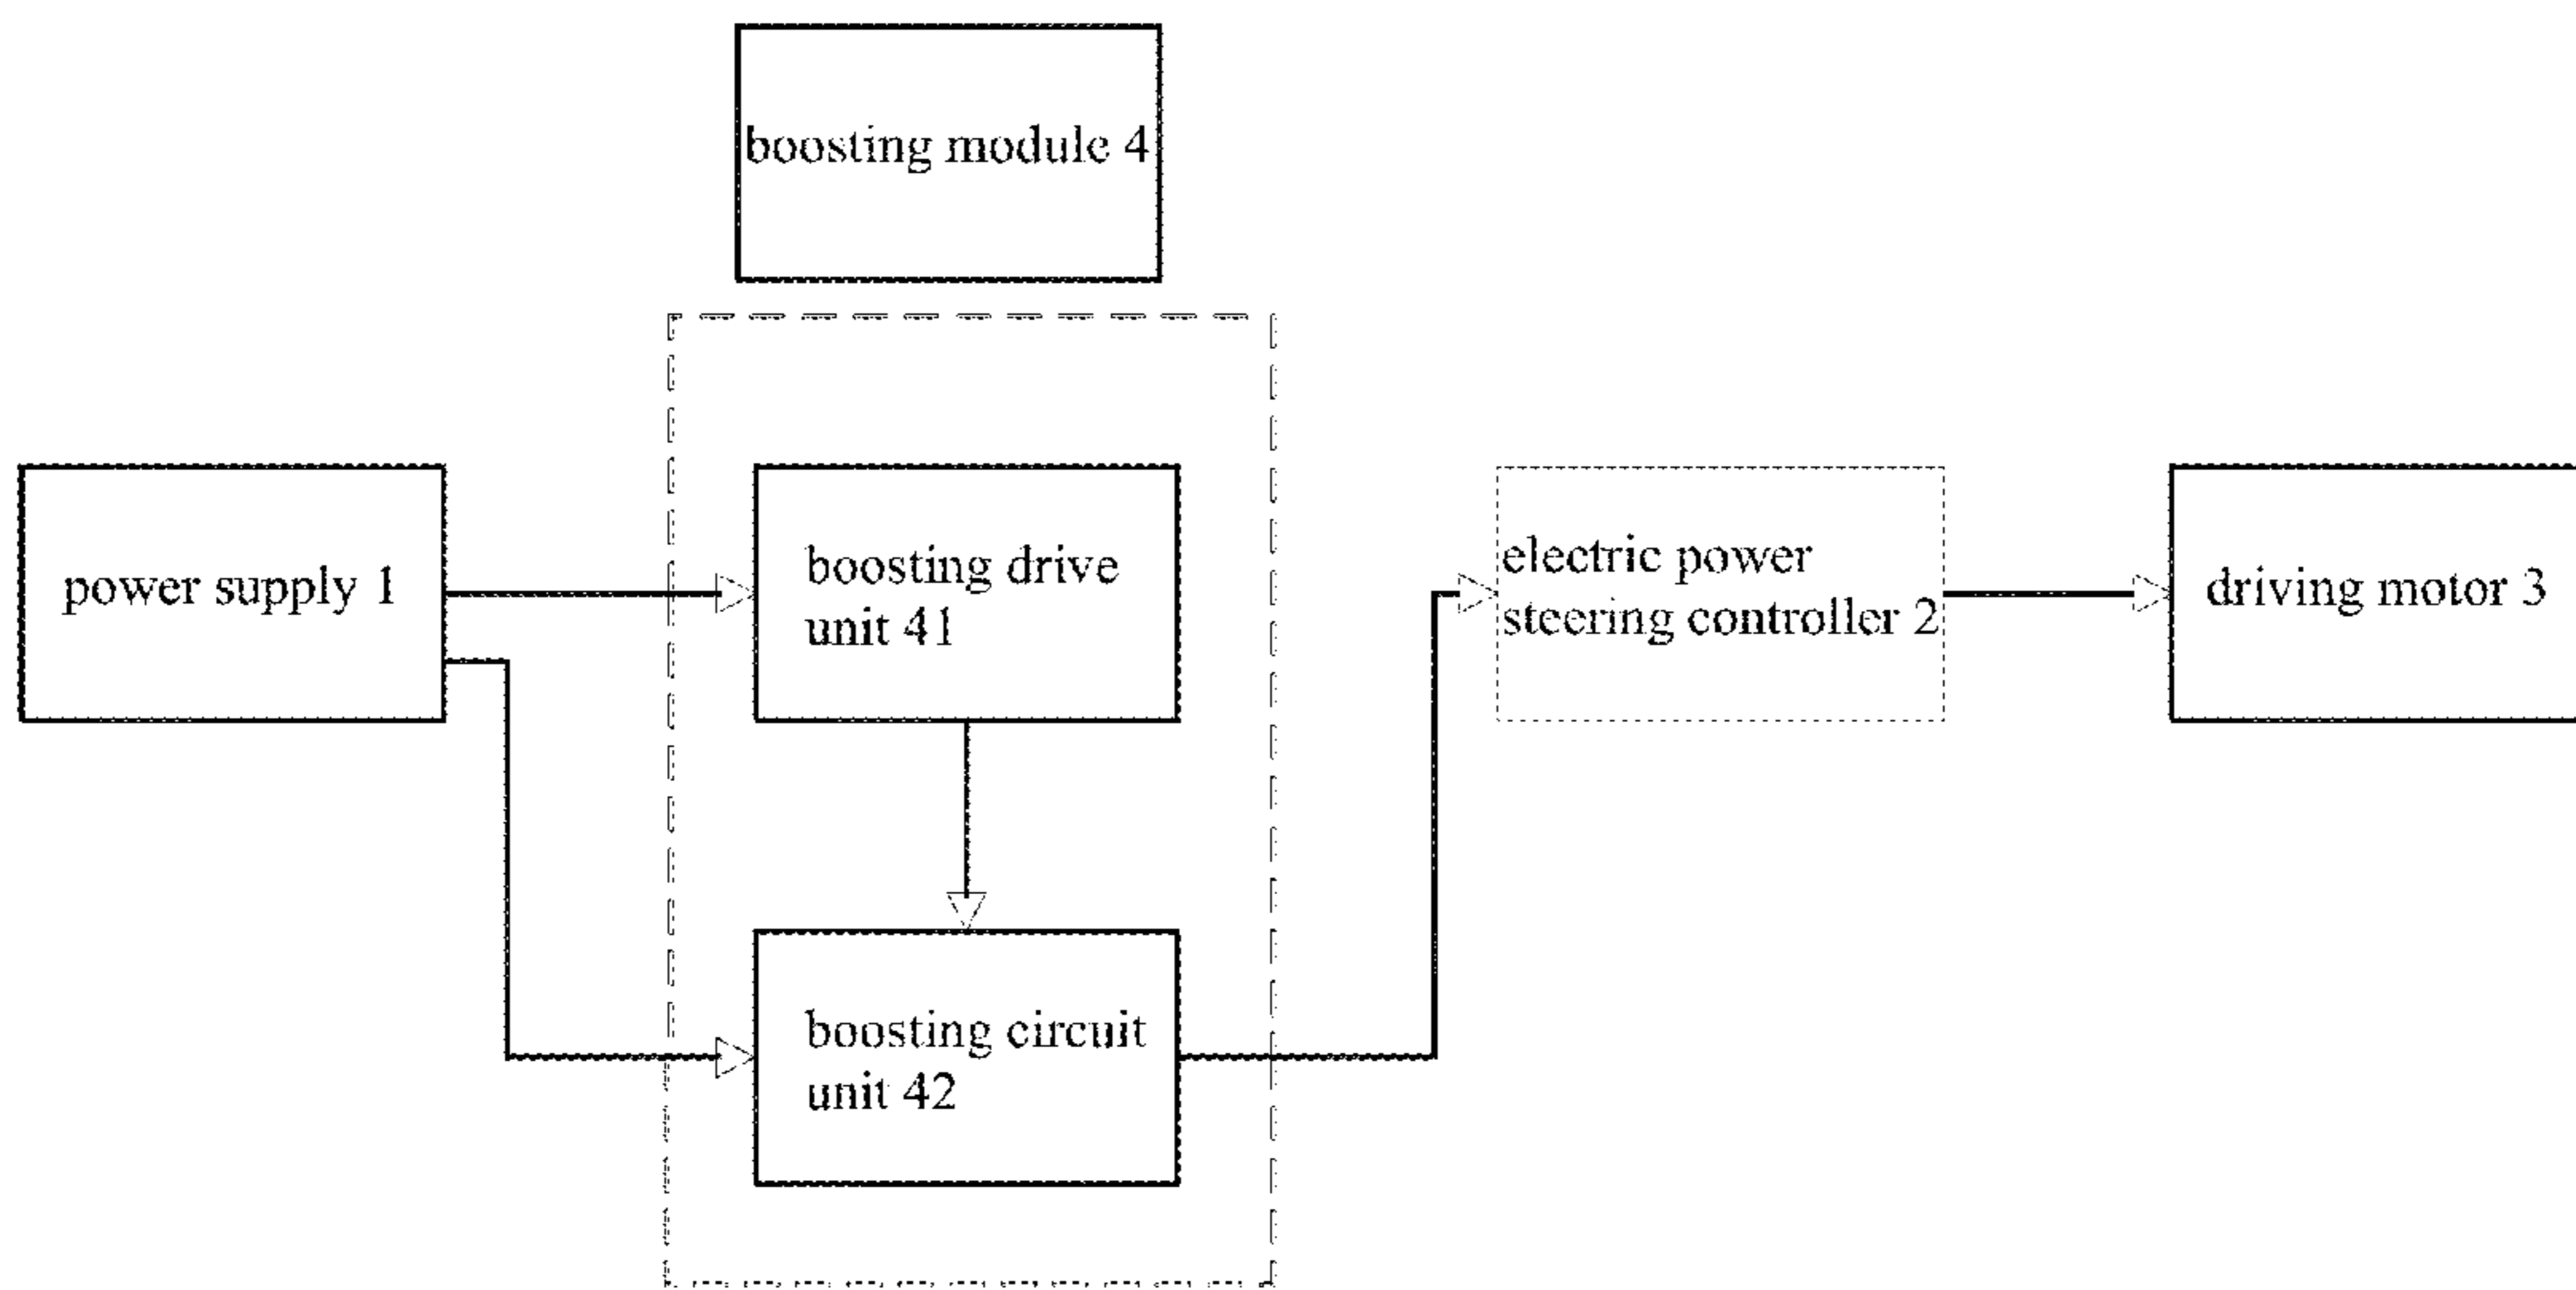 boosting module 4
power supply 1
boosting drive
unit 41
electric power
steering controller 2
driving motor 3
boosting circuit
unit 42